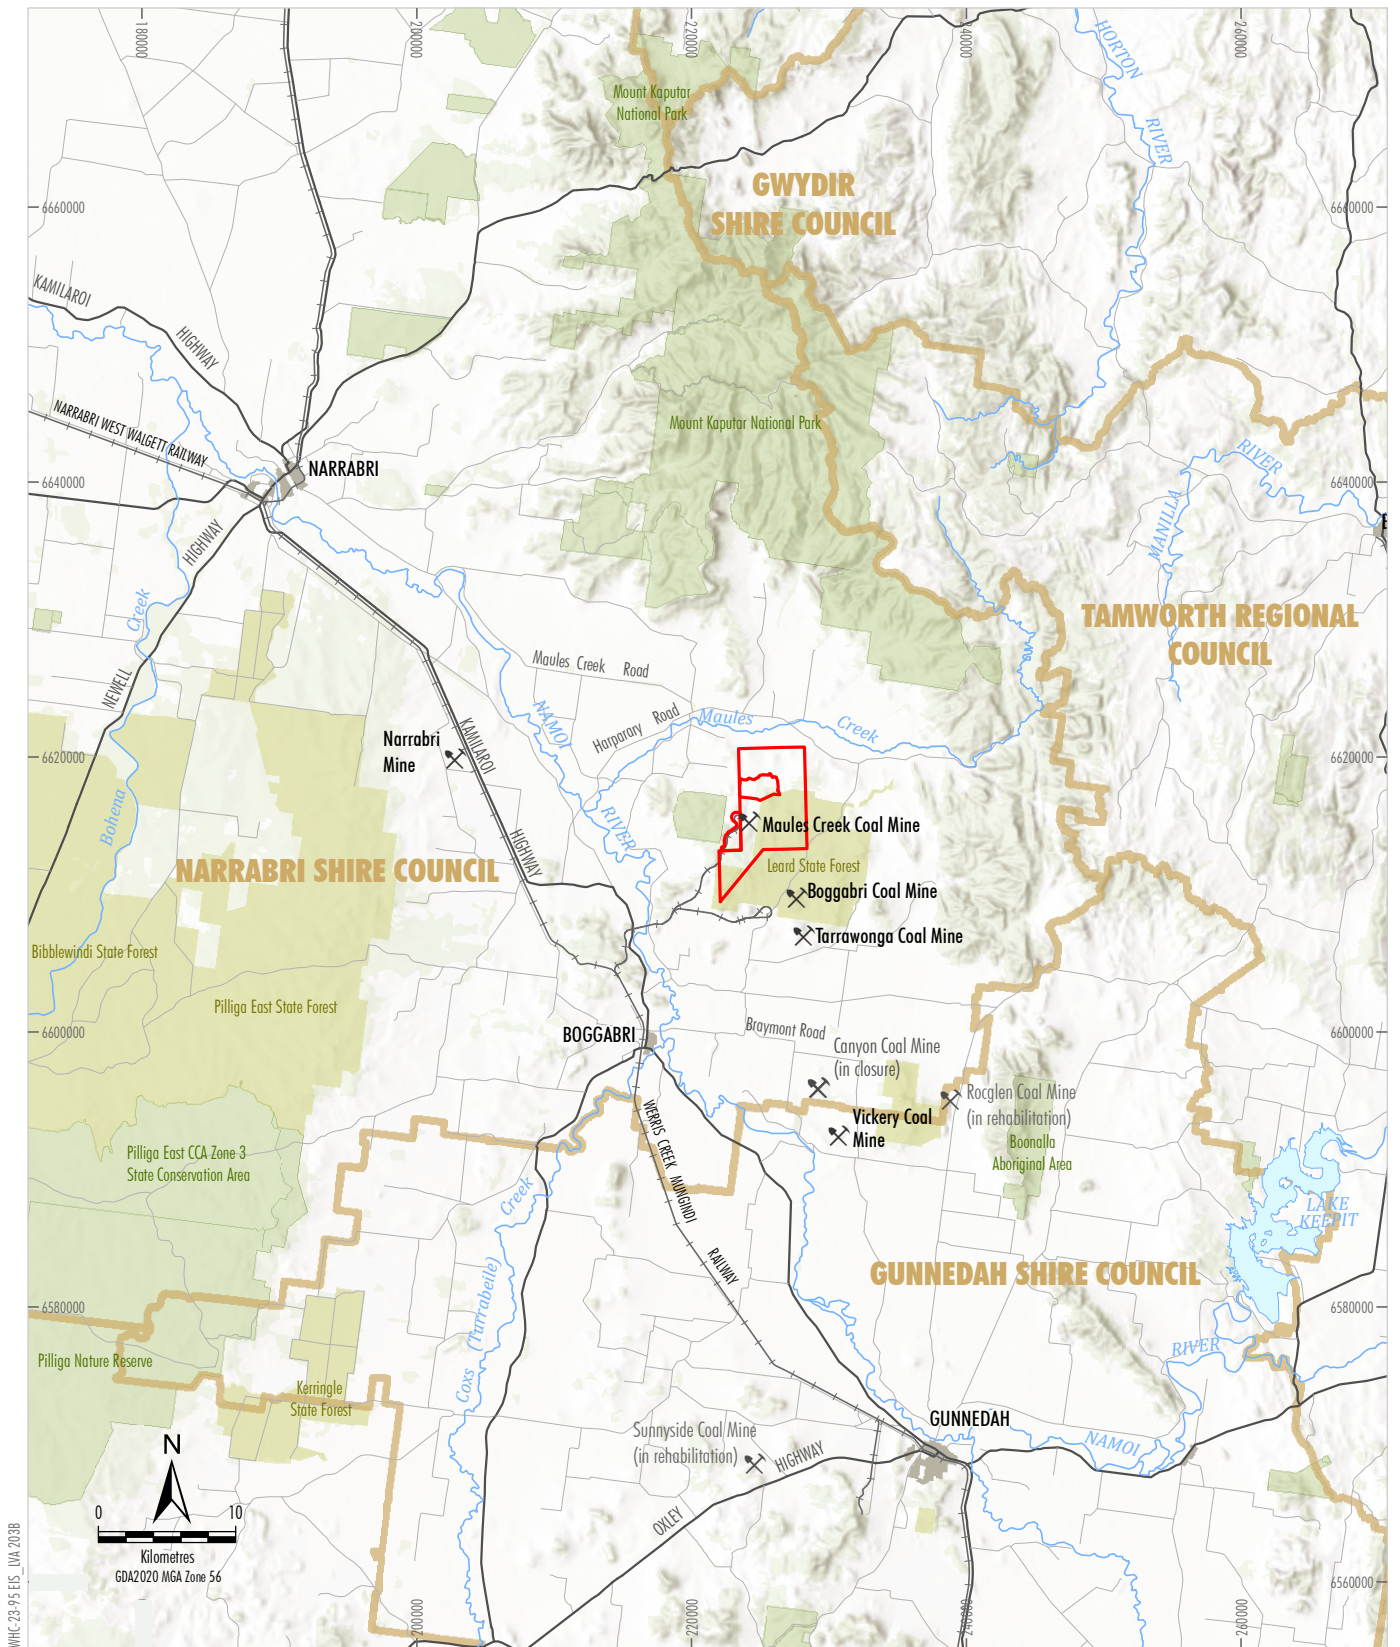 180000
200000
220000
240000
260000
HORTON
RIVER
Mount Kaputar
National Park
GWYDIR
SHIRE COUNCIL
6660000
6660000
KAMILAROI
HIGHWAY
NARRABRI WEST WALGETT RAILWAY
Mount Kaputar National Park
NARRABRI
RIVER
MANILLA
6640000
6640000
HIGHWAY
Creek
TAMWORTH REGIONAL
COUNCIL
Maules Creek Road
NEWELL
NAMOI
Harparary Road
Maules
Creek
KAMILAROI
Narrabri
Mine
6620000
6620000
Bohena
RIVER
Maules Creek Coal Mine
HIGHWAY
NARRABRI SHIRE COUNCIL
Leard State Forest
Boggabri Coal Mine
Tarrawonga Coal Mine
Bibblewindi State Forest
Pilliga East State Forest
6600000
BOGGABRI
Braymont Road
6600000
Canyon Coal Mine
(in closure)
Rocglen Coal Mine
(in rehabilitation)
Vickery Coal
Mine
WERRIS CREEK MUNGINDI
Boonalla
Aboriginal Area
Pilliga East CCA Zone 3
State Conservation Area
Creek
LAKE
KEEPIT
RAILWAY
GUNNEDAH SHIRE COUNCIL
(Turrabeile)
6580000
6580000
RIVER
Pilliga Nature Reserve
Coxs
Kerringle
State Forest
GUNNEDAH
Sunnyside Coal Mine
(in rehabilitation)
HIGHWAY
NAMOI
N
0
10
OXLEY
Kilometres
GDA2020 MGA Zone 56
6560000
WHC-23-95 EIS_LVA 203B
200000
220000
240000
260000